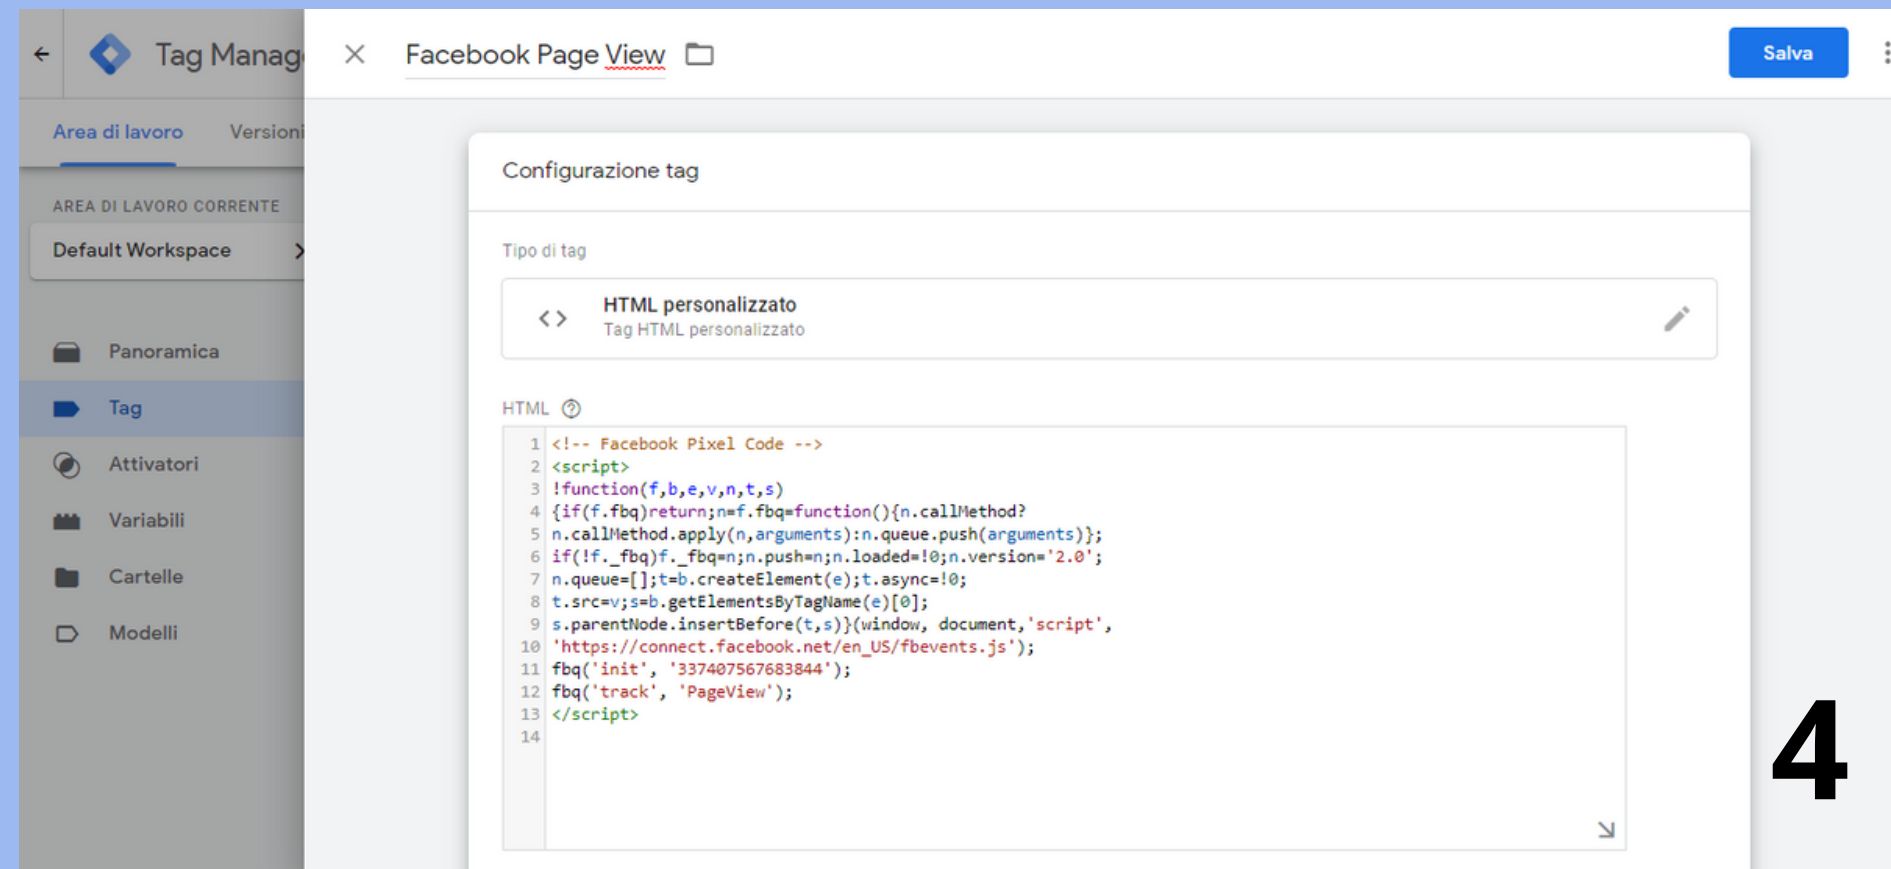 Tag Manag
Facebook Page View
Salva
Area di lavoro
Versioni
AREA DI LAVORO CORRENTE
Default Workspace
Panoramica
Tag
Attivatori
Variabili
Cartelle
Modelli
Configurazione tag
Tipo di tag
HTML personalizzato
Tag HTML personalizzato
HTML
1 <!-- Facebook Pixel Code -->
2 <script>
3 !function(f,b,e,v,n,t,s)
4 {if(f.fbq)return;n=f.fbq=function(){n.callMethod?
5 n.callMethod.apply(n,arguments):n.queue.push(arguments)};
6 if(!f._fbq)f._fbq=n;n.push=n;n.loaded=!0;n.version='2.0';
7 n.queue=[];t=b.createElement(e);t.async=!0;
8 t.src=v;s=b.getElementsByTagName(e)[0];
9 s.parentNode.insertBefore(t,s)}(window, document,'script',
10 'https://connect.facebook.net/en_US/fbevents.js');
11 fbq('init', '337407567683844');
12 fbq('track', 'PageView');
13 </script>
14
4